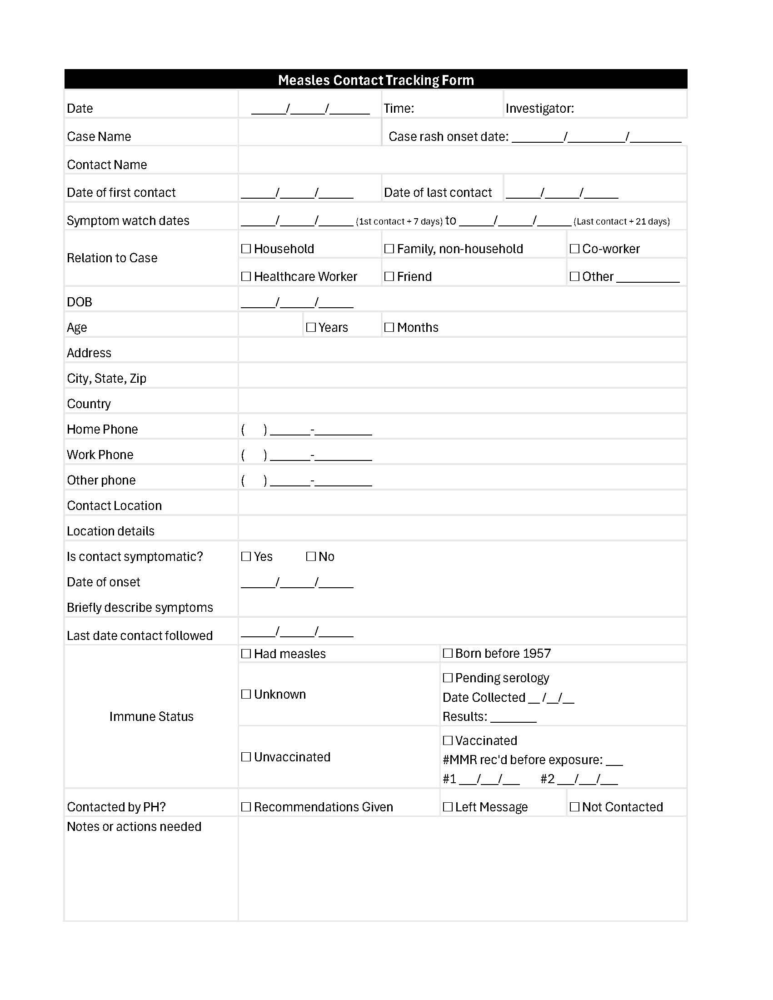 Measles Contact Tracking Form
Date _____/_____/______ Time: Investigator:
Case Name Case rash onset date: ________/_________/________
Contact Name
Date of first contact _____/_____/_____ Date of last contact _____/_____/_____
Symptom watch dates _____/_____/_____ (1st contact + 7 days) to _____/_____/_____ (Last contact + 21 days)
☐ Household ☐ Family, non-household ☐ Co-worker
Relation to Case
☐ Healthcare Worker ☐ Friend ☐ Other _________
DOB _____/_____/_____
Age ☐ Years ☐ Months
Address
City, State, Zip
Country
Home Phone ( ) ______-_________
Work Phone ( ) ______-_________
Other phone ( ) ______-_________
Contact Location
Location details
Is contact symptomatic? ☐ Yes ☐ No
Date of onset _____/_____/_____
Briefly describe symptoms
Last date contact followed _____/_____/_____
Immune Status
☐ Had measles ☐ Born before 1957
☐ Unknown
☐ Pending serology
Date Collected __ /__/__
Results: ________
☐ Unvaccinated
☐ Vaccinated
#MMR rec'd before exposure: ___
#1 ___/___/___ #2 ___/___/___
Contacted by PH? ☐ Recommendations Given ☐ Left Message ☐ Not Contacted
Notes or actions needed